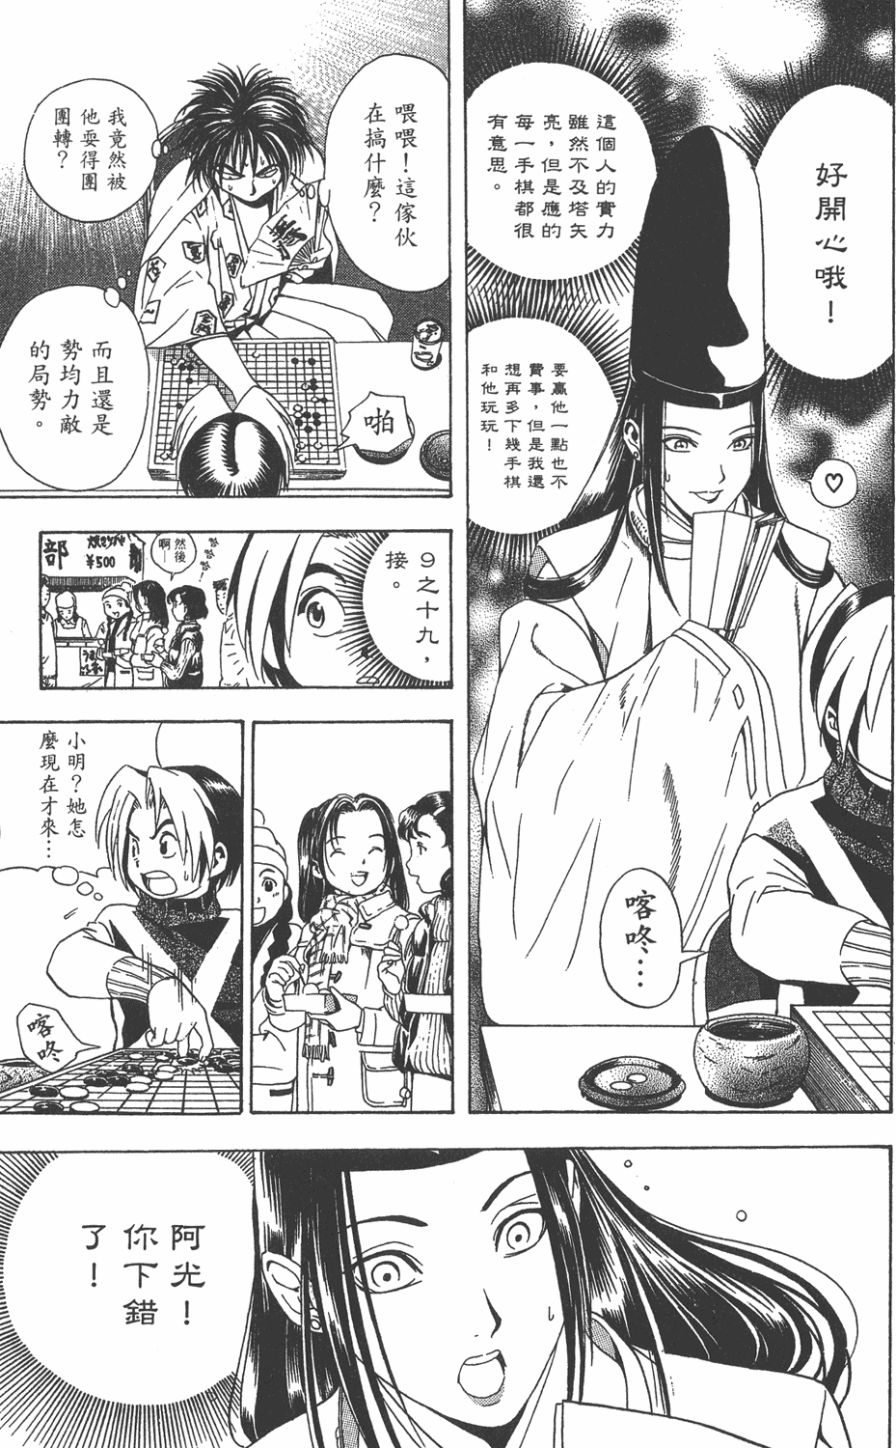 好開心哦！
這個人的實力
雖然不及塔矢
亮，但是應的
每一手棋都很
有意思。
要贏他一點也不
費事，但是我還
想再多下幾手棋
和他玩玩！
喀咚…
喂喂！這傢伙
在搞什麼？
我竟然被
他耍得團
團轉？
啪
而且還是
勢均力敵
的局勢。
9之十九，
接。
哈哈哈！
然後
啊—
部
¥500
小明？她怎
麼現在才來…
喀咚
阿光！
你下錯
了！